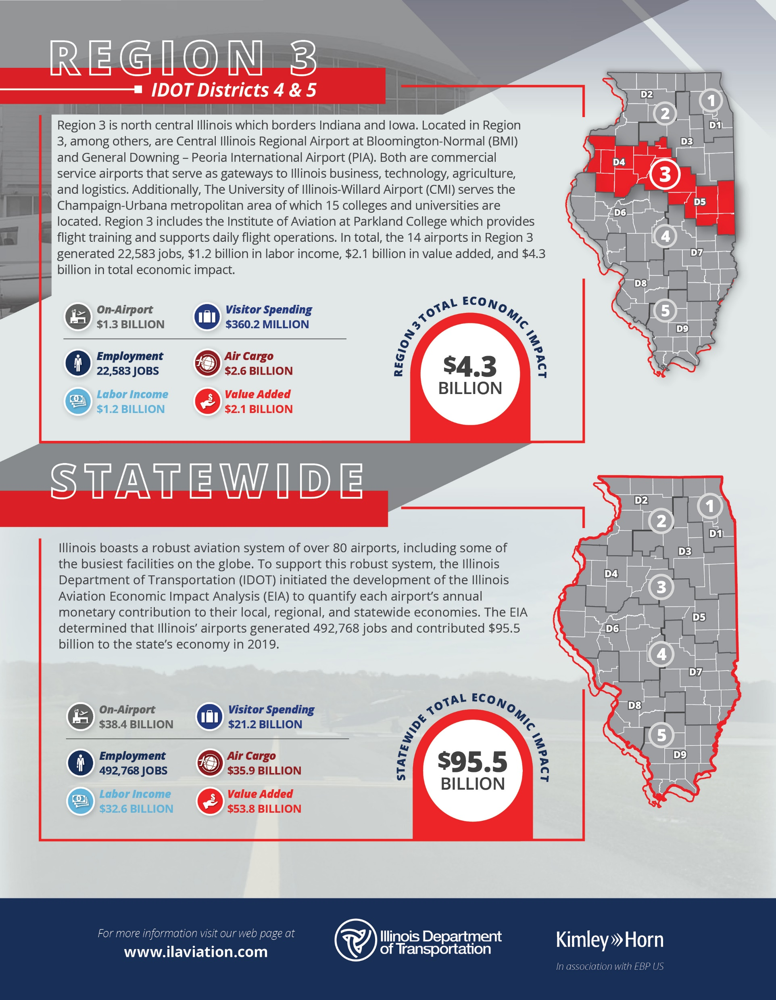 REGION 3
IDOT Districts 4 & 5
Region 3 is north central Illinois which borders Indiana and Iowa. Located in Region
3, among others, are Central Illinois Regional Airport at Bloomington-Normal (BMI)
and General Downing – Peoria International Airport (PIA). Both are commercial
service airports that serve as gateways to Illinois business, technology, agriculture,
and logistics. Additionally, The University of Illinois-Willard Airport (CMI) serves the
Champaign-Urbana metropolitan area of which 15 colleges and universities are
located. Region 3 includes the Institute of Aviation at Parkland College which provides
flight training and supports daily flight operations. In total, the 14 airports in Region 3
generated 22,583 jobs, $1.2 billion in labor income, $2.1 billion in value added, and $4.3
billion in total economic impact.
On-Airport
$1.3 BILLION
Visitor Spending
$360.2 MILLION
Employment
22,583 JOBS
Air Cargo
$2.6 BILLION
Labor Income
$1.2 BILLION
Value Added
$2.1 BILLION
REGION 3 TOTAL ECONOMIC IMPACT
$4.3
BILLION
D2
1
2
D1
D3
D4
3
D5
D6
4
D7
D8
5
D9
STATEWIDE
Illinois boasts a robust aviation system of over 80 airports, including some of
the busiest facilities on the globe. To support this robust system, the Illinois
Department of Transportation (IDOT) initiated the development of the Illinois
Aviation Economic Impact Analysis (EIA) to quantify each airport’s annual
monetary contribution to their local, regional, and statewide economies. The EIA
determined that Illinois’ airports generated 492,768 jobs and contributed $95.5
billion to the state’s economy in 2019.
On-Airport
$38.4 BILLION
Visitor Spending
$21.2 BILLION
Employment
492,768 JOBS
Air Cargo
$35.9 BILLION
Labor Income
$32.6 BILLION
Value Added
$53.8 BILLION
STATEWIDE TOTAL ECONOMIC IMPACT
$95.5
BILLION
D2
1
2
D1
D3
D4
3
D5
D6
4
D7
D8
5
D9
For more information visit our web page at
www.ilaviation.com
Illinois Department
of Transportation
Kimley»Horn
In association with EBP US